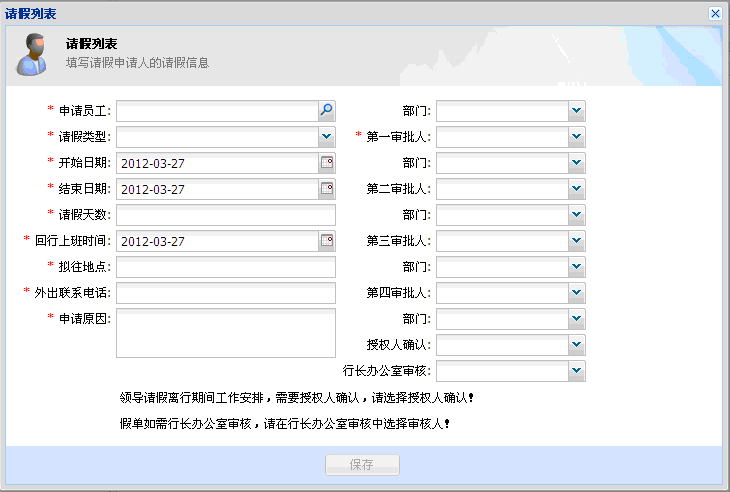 请假列表
请假列表
填写请假申请人的请假信息
* 申请员工: 部门:
* 请假类型: * 第一审批人:
* 开始日期: 2012-03-27 部门:
* 结束日期: 2012-03-27 第二审批人:
* 请假天数: 部门:
* 回行上班时间: 2012-03-27 第三审批人:
* 拟往地点: 部门:
* 外出联系电话: 第四审批人:
* 申请原因: 部门:
授权人确认:
行长办公室审核:
领导请假离行期间工作安排，需要授权人确认，请选择授权人确认！
假单如需行长办公室审核，请在行长办公室审核中选择审核人！
保存